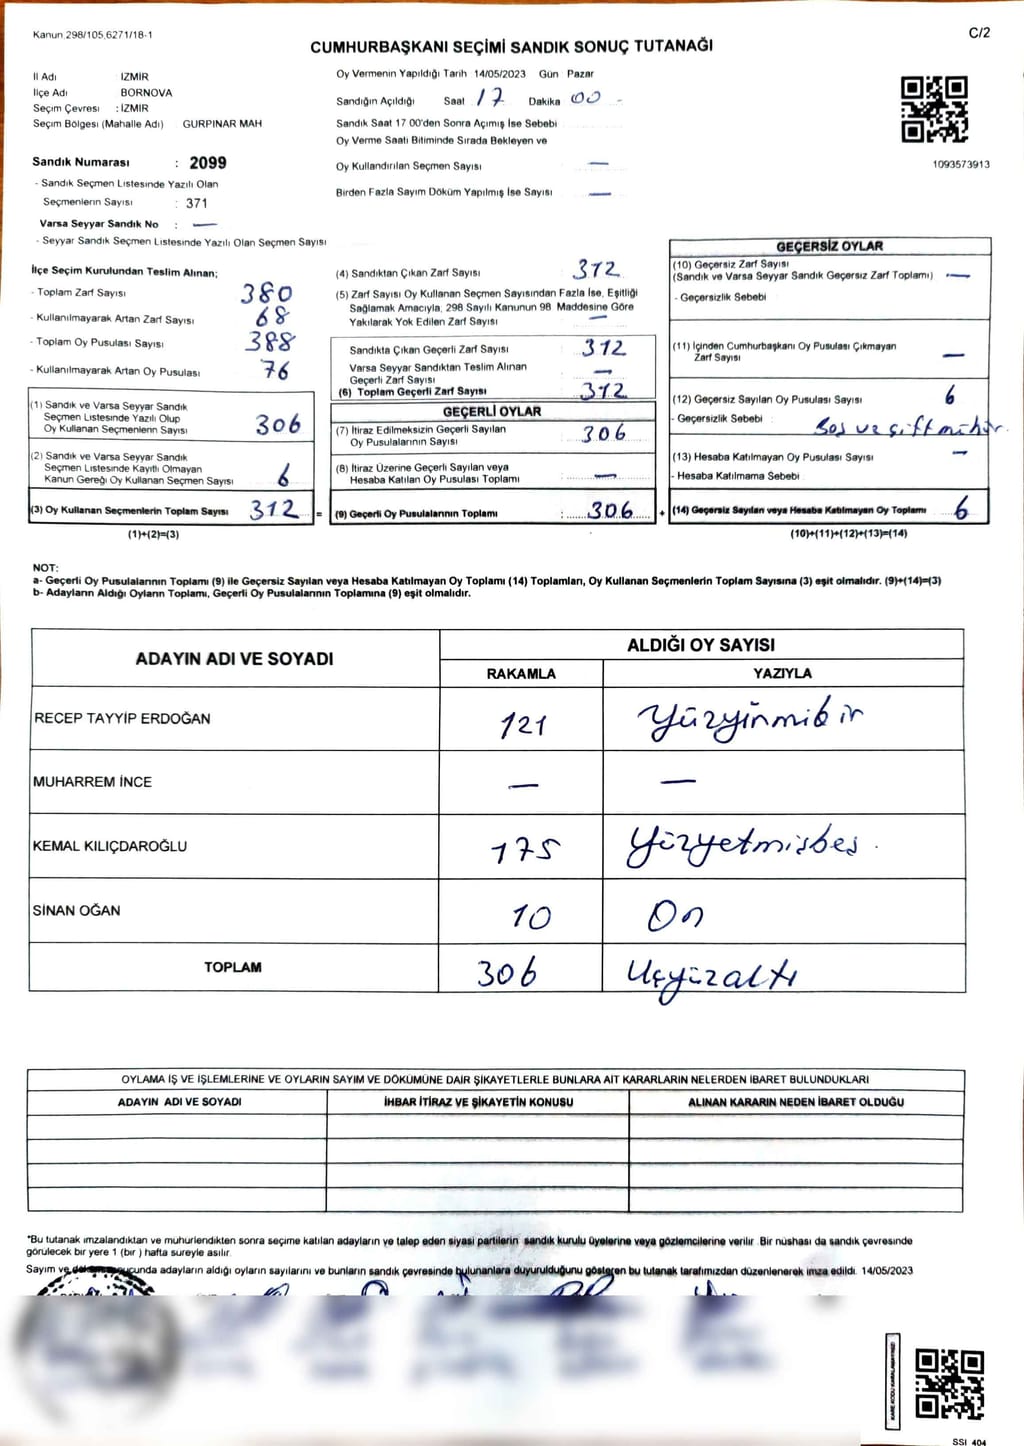 Kanun.298/105,6271/18-1
C/2
CUMHURBAŞKANI SEÇİMİ SANDIK SONUÇ TUTANAĞI
İl Adı İZMİR
İlçe Adı BORNOVA
Seçim Çevresi : İZMİR
Seçim Bölgesi (Mahalle Adı) GURPINAR MAH
Sandık Numarası : 2099
- Sandık Seçmen Listesinde Yazılı Olan
Seçmenlerin Sayısı : 371
Varsa Seyyar Sandık No : —
- Seyyar Sandık Seçmen Listesinde Yazılı Olan Seçmen Sayısı
Oy Vermenin Yapıldığı Tarih 14/05/2023 Gün Pazar
Sandığın Açıldığı Saat 17 Dakika 00
Sandık Saat 17 00'den Sonra Açımış İse Sebebi
Oy Verme Saati Bitiminde Sırada Bekleyen ve
Oy Kullandırılan Seçmen Sayısı —
Birden Fazla Sayım Döküm Yapılmış İse Sayısı —
1093573913
İlçe Seçim Kurulundan Teslim Alınan;
- Toplam Zarf Sayısı 380
- Kullanılmayarak Artan Zarf Sayısı 68
- Toplam Oy Pusulası Sayısı 388
- Kullanılmayarak Artan Oy Pusulası 76
(1) Sandık ve Varsa Seyyar Sandık
Seçmen Listesinde Yazılı Olup
Oy Kullanan Seçmenlerin Sayısı 306
(2) Sandık ve Varsa Seyyar Sandık
Seçmen Listesinde Kayıtlı Olmayan
Kanun Gereği Oy Kullanan Seçmen Sayısı 6
(3) Oy Kullanan Seçmenlerin Toplam Sayısı 312 =
(1)+(2)=(3)
(4) Sandıktan Çıkan Zarf Sayısı 312
(5) Zarf Sayısı Oy Kullanan Seçmen Sayısından Fazla İse, Eşitliği
Sağlamak Amacıyla, 298 Sayılı Kanunun 98 Maddesine Göre
Yakılarak Yok Edilen Zarf Sayısı —
Sandıkta Çıkan Geçerli Zarf Sayısı 312
Varsa Seyyar Sandıktan Teslim Alınan —
Geçerli Zarf Sayısı
(6) Toplam Geçerli Zarf Sayısı 312
GEÇERLİ OYLAR
(7) İtiraz Edilmeksizin Geçerli Sayılan
Oy Pusulalarının Sayısı 306
(8) İtiraz Üzerine Geçerli Sayılan veya
Hesaba Katılan Oy Pusulası Toplamı —
(9) Geçerli Oy Pusulalarının Toplamı : 306 +
GEÇERSİZ OYLAR
(10) Geçersiz Zarf Sayısı
(Sandık ve Varsa Seyyar Sandık Geçersiz Zarf Toplamı) —
- Geçersizlik Sebebi
(11) İçinden Cumhurbaşkanı Oy Pusulası Çıkmayan
Zarf Sayısı —
(12) Geçersiz Sayılan Oy Pusulası Sayısı 6
- Geçersizlik Sebebi Boş ve çift mühür.
(13) Hesaba Katılmayan Oy Pusulası Sayısı —
- Hesaba Katılmama Sebebi
(14) Geçersiz Sayılan veya Hesaba Katılmayan Oy Toplamı 6
(10)+(11)+(12)+(13)=(14)
NOT:
a- Geçerli Oy Pusulalarının Toplamı (9) ile Geçersiz Sayılan veya Hesaba Katılmayan Oy Toplamı (14) Toplamları, Oy Kullanan Seçmenlerin Toplam Sayısına (3) eşit olmalıdır. (9)+(14)=(3)
b- Adayların Aldığı Oyların Toplamı, Geçerli Oy Pusulalarının Toplamına (9) eşit olmalıdır.
ADAYIN ADI VE SOYADI ALDIĞI OY SAYISI
RAKAMLA YAZIYLA
RECEP TAYYİP ERDOĞAN 121 Yüzyirmibir
MUHARREM İNCE — —
KEMAL KILIÇDAROĞLU 175 Yüzyetmişbeş.
SİNAN OĞAN 10 On
TOPLAM 306 Üçyüzaltı
OYLAMA İŞ VE İŞLEMLERİNE VE OYLARIN SAYIM VE DÖKÜMÜNE DAİR ŞİKAYETLERLE BUNLARA AİT KARARLARIN NELERDEN İBARET BULUNDUKLARI
ADAYIN ADI VE SOYADI İHBAR İTİRAZ VE ŞİKAYETİN KONUSU ALINAN KARARIN NEDEN İBARET OLDUĞU
*Bu tutanak imzalandıktan ve mühürlendikten sonra seçime katılan adayların ve talep eden siyasi partilerin sandık kurulu üyelerine veya gözlemcilerine verilir. Bir nüshası da sandık çevresinde
görülecek bir yere 1 (bir ) hafta süreyle asılır.
Sayım ve sonucunda adayların aldığı oyların sayılarını ve bunların sandık çevresinde bulunanlara duyurulduğunu gösteren bu tutanak tarafımızdan düzenlenerek imza edildi. 14/05/2023
KARE KODU KARALAMAYINIZ
SSİ 404